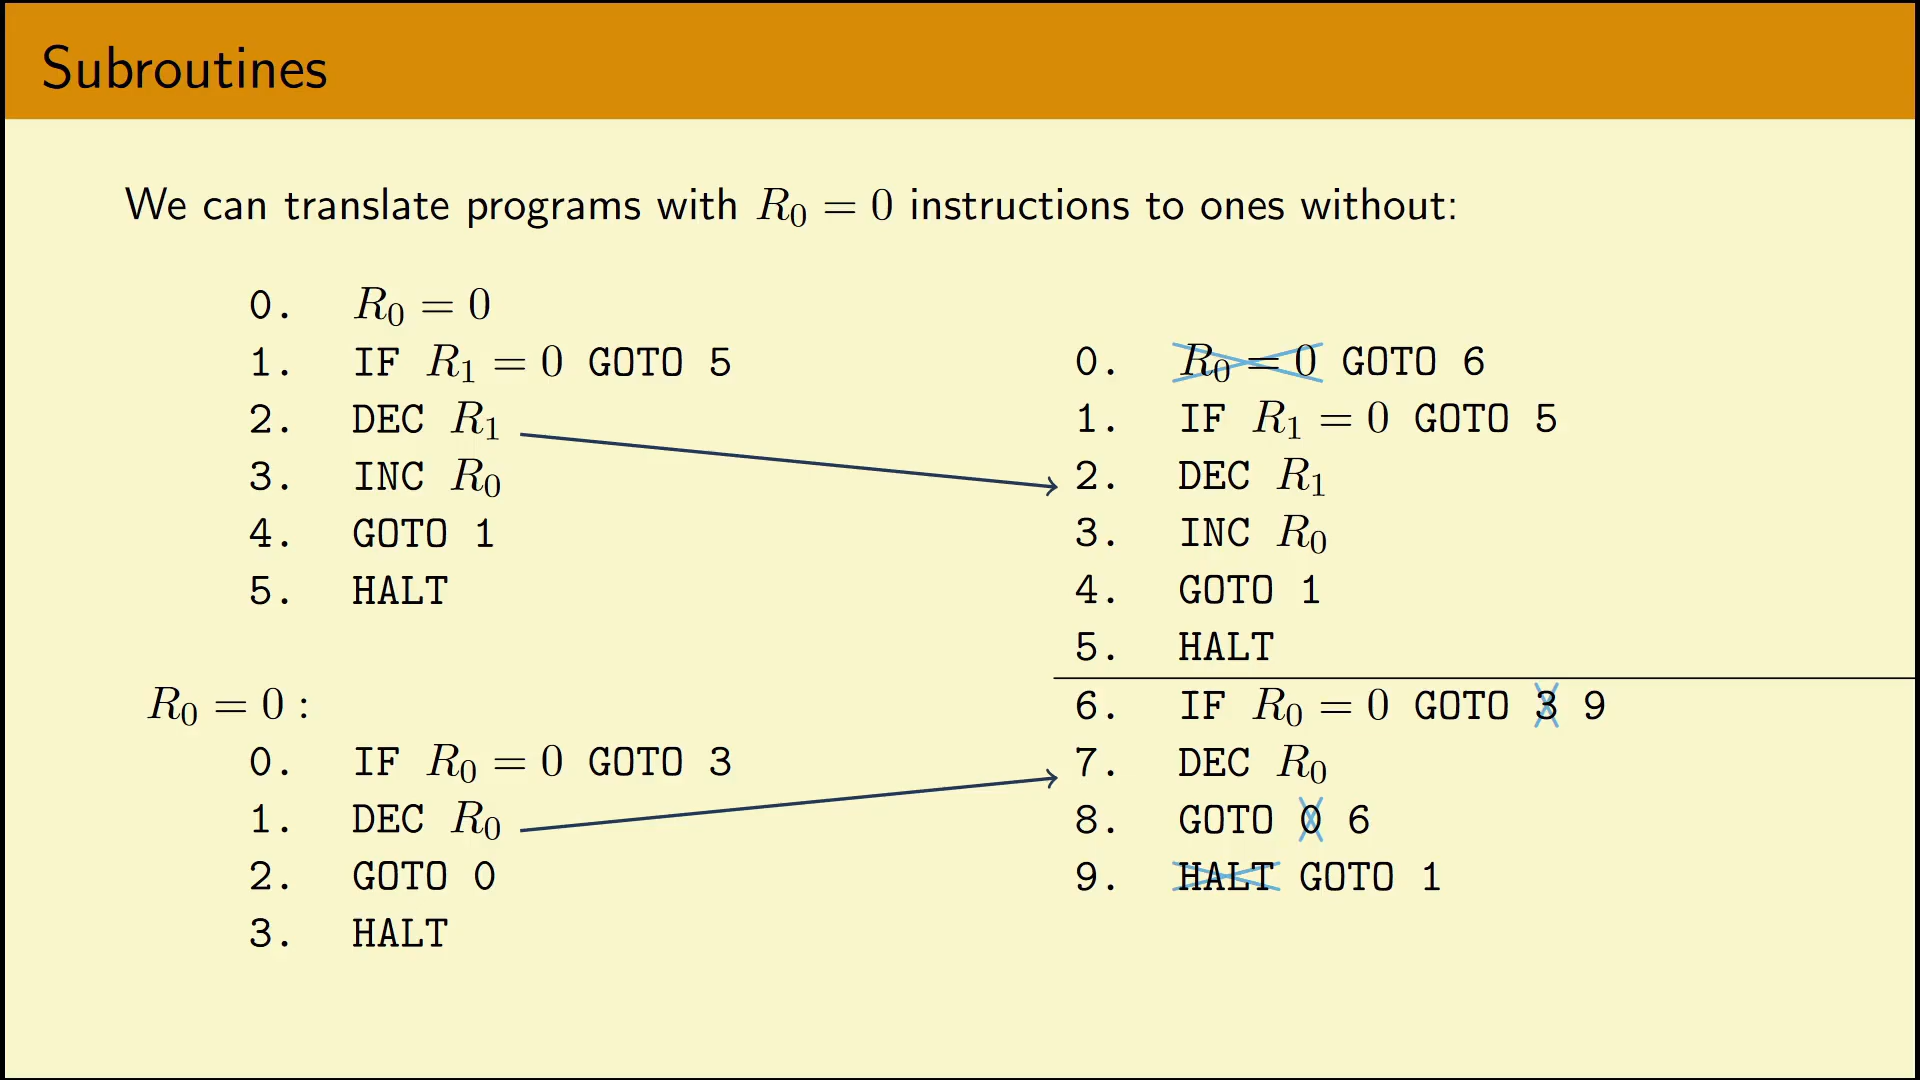 Subroutines
We can translate programs with R₀ = 0 instructions to ones without:
0. R₀ = 0
1. IF R₁ = 0 GOTO 5
2. DEC R₁
3. INC R₀
4. GOTO 1
5. HALT
R₀ = 0 :
0. IF R₀ = 0 GOTO 3
1. DEC R₀
2. GOTO 0
3. HALT
0. R₀ = 0 GOTO 6
1. IF R₁ = 0 GOTO 5
2. DEC R₁
3. INC R₀
4. GOTO 1
5. HALT
6. IF R₀ = 0 GOTO 3 9
7. DEC R₀
8. GOTO 0 6
9. HALT GOTO 1